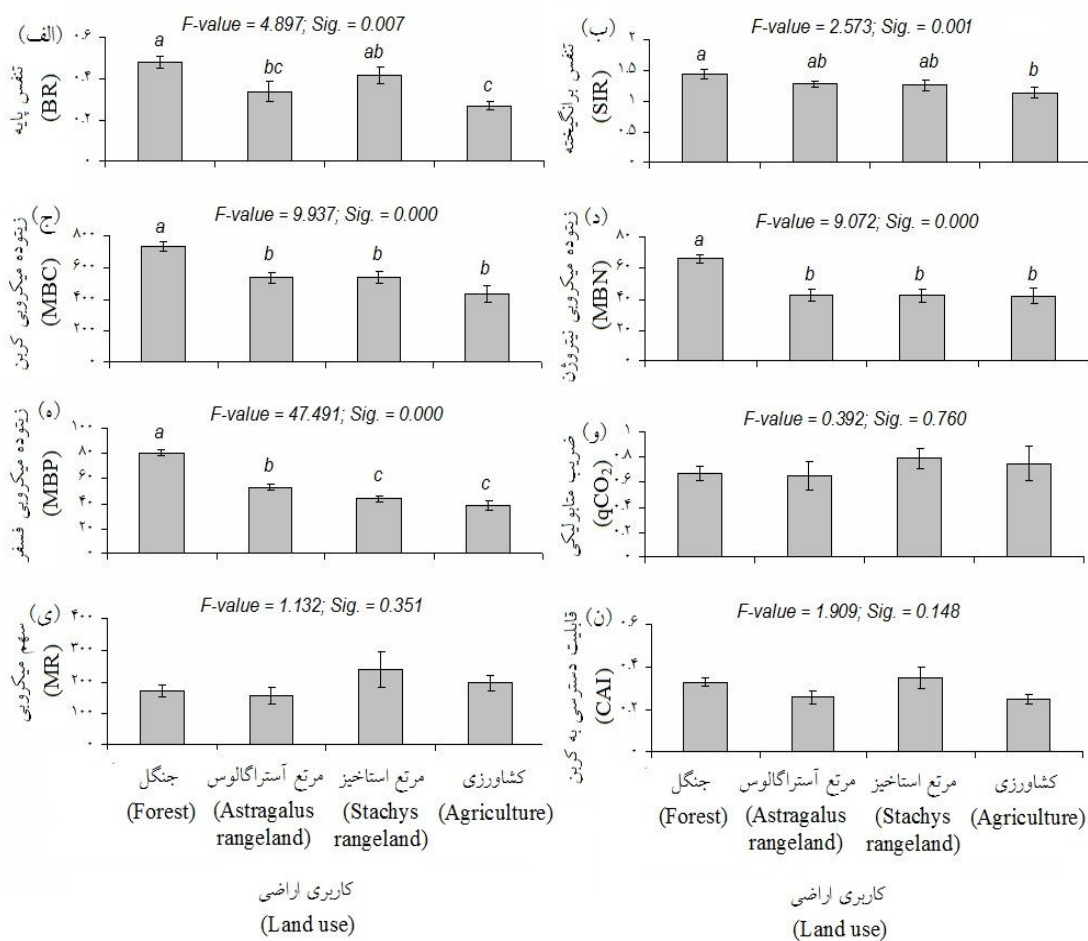 (الف)
F-value = 4.897; Sig. = 0.007
تنفس پایه
(BR)
۰.۶
۰.۴
۰.۲
۰
a
bc
ab
c
(ب)
F-value = 2.573; Sig. = 0.001
تنفس برانگیخته
(SIR)
۲
۱.۵
۱
۰.۵
۰
a
ab
ab
b
(ج)
F-value = 9.937; Sig. = 0.000
زیتوده میکروبی کربن
(MBC)
۸۰۰
۶۰۰
۴۰۰
۲۰۰
۰
a
b
b
b
(د)
F-value = 9.072; Sig. = 0.000
زیتوده میکروبی نیتروژن
(MBN)
۸۰
۶۰
۴۰
۲۰
۰
a
b
b
b
(ه)
F-value = 47.491; Sig. = 0.000
زیتوده میکروبی فسفر
(MBP)
۱۰۰
۸۰
۶۰
۴۰
۲۰
۰
a
b
c
c
(و)
F-value = 0.392; Sig. = 0.760
ضریب متابولیکی
(qCO₂)
۱
۰.۸
۰.۶
۰.۴
۰.۲
۰
(ی)
F-value = 1.132; Sig. = 0.351
سهم میکروبی
(MR)
۴۰۰
۳۰۰
۲۰۰
۱۰۰
۰
(ن)
F-value = 1.909; Sig. = 0.148
قابلیت دسترسی به کربن
(CAI)
۰.۶
۰.۴
۰.۲
۰
جنگل
(Forest)
مرتع آستراگالوس
(Astragalus
rangeland)
مرتع استاخیز
(Stachys
rangeland)
کشاورزی
(Agriculture)
کاربری اراضی
(Land use)
جنگل
(Forest)
مرتع آستراگالوس
(Astragalus
rangeland)
مرتع استاخیز
(Stachys
rangeland)
کشاورزی
(Agriculture)
کاربری اراضی
(Land use)